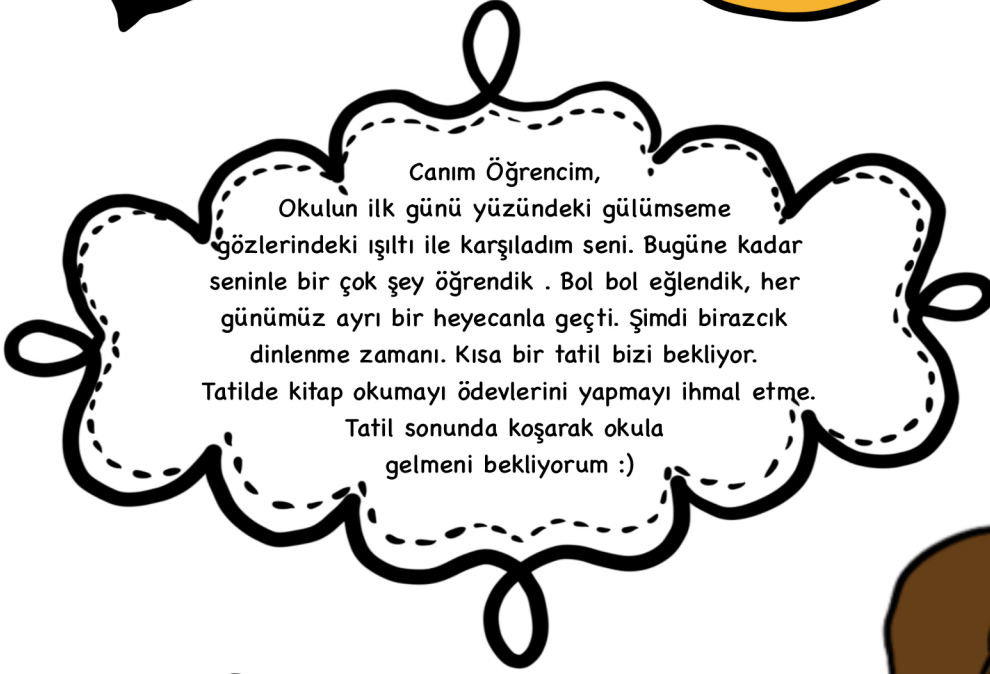 Canım Öğrencim,
Okulun ilk günü yüzündeki gülümseme
gözlerindeki ışıltı ile karşıladım seni. Bugüne kadar
seninle bir çok şey öğrendik . Bol bol eğlendik, her
günümüz ayrı bir heyecanla geçti. Şimdi birazcık
dinlenme zamanı. Kısa bir tatil bizi bekliyor.
Tatilde kitap okumayı ödevlerini yapmayı ihmal etme.
Tatil sonunda koşarak okula
gelmeni bekliyorum :)